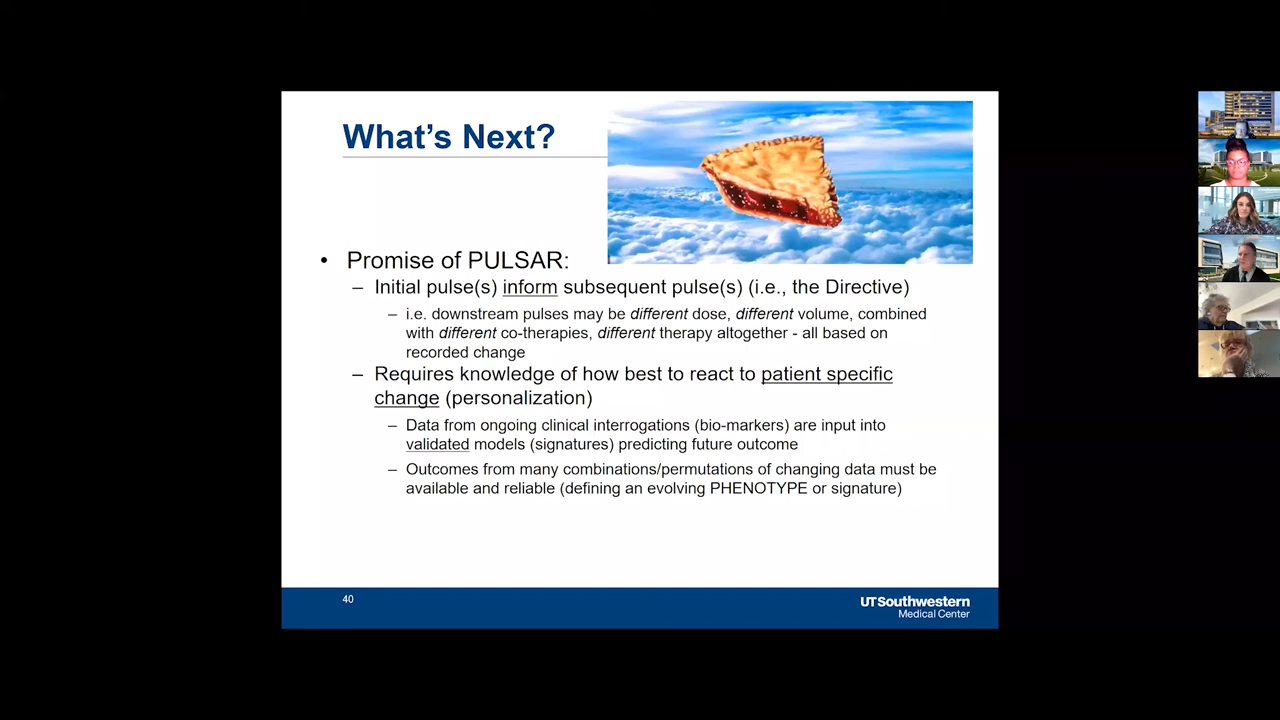 What's Next?
• Promise of PULSAR:
– Initial pulse(s) inform subsequent pulse(s) (i.e., the Directive)
– i.e. downstream pulses may be different dose, different volume, combined
with different co-therapies, different therapy altogether - all based on
recorded change
– Requires knowledge of how best to react to patient specific
change (personalization)
– Data from ongoing clinical interrogations (bio-markers) are input into
validated models (signatures) predicting future outcome
– Outcomes from many combinations/permutations of changing data must be
available and reliable (defining an evolving PHENOTYPE or signature)
40
UTSouthwestern
Medical Center